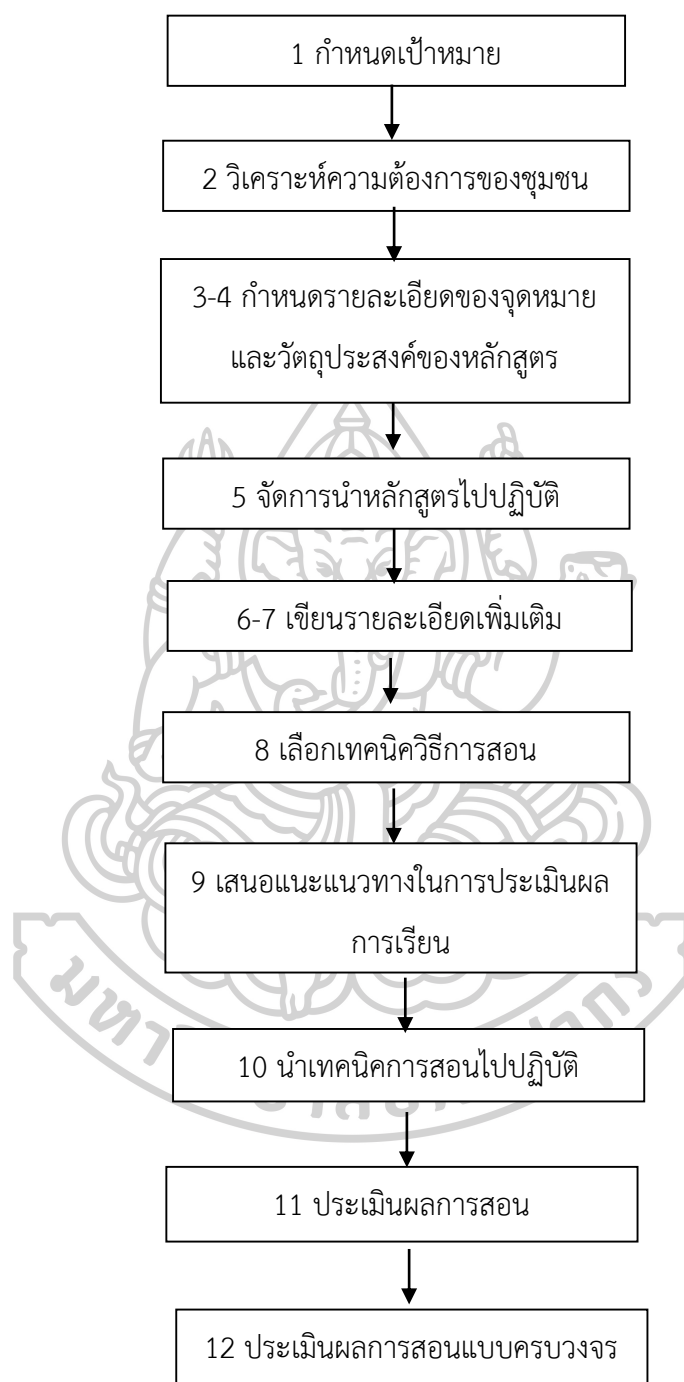 1 กำหนดเป้าหมาย
2 วิเคราะห์ความต้องการของชุมชน
3-4 กำหนดรายละเอียดของจุดหมาย
และวัตถุประสงค์ของหลักสูตร
5 จัดการนำหลักสูตรไปปฏิบัติ
6-7 เขียนรายละเอียดเพิ่มเติม
8 เลือกเทคนิควิธีการสอน
9 เสนอแนะแนวทางในการประเมินผล
การเรียน
10 นำเทคนิคการสอนไปปฏิบัติ
11 ประเมินผลการสอน
12 ประเมินผลการสอนแบบครบวงจร